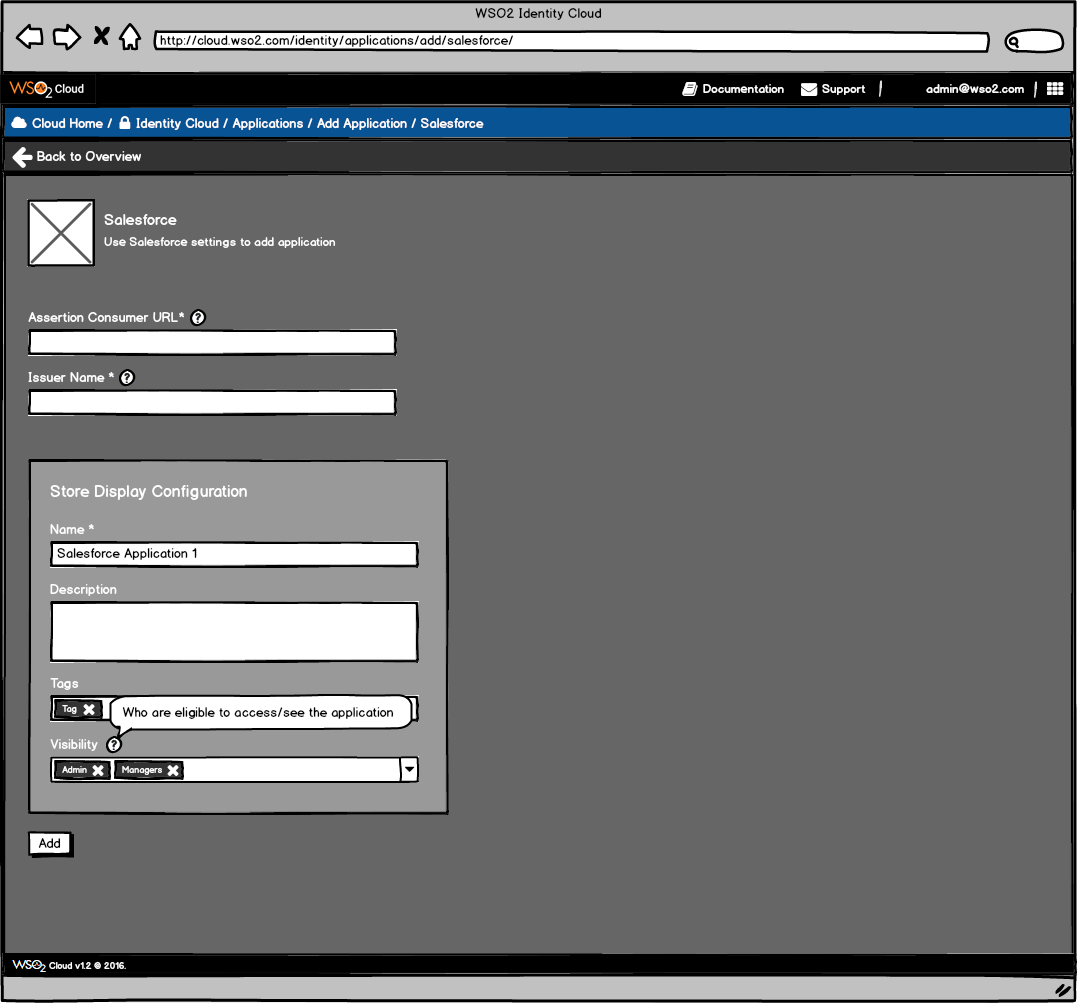 WSO2 Identity Cloud
http://cloud.wso2.com/identity/applications/add/salesforce/
WSO2 Cloud Documentation Support | admin@wso2.com |
Cloud Home / Identity Cloud / Applications / Add Application / Salesforce
Back to Overview
Salesforce
Use Salesforce settings to add application
Assertion Consumer URL* ?
Issuer Name * ?
Store Display Configuration
Name *
Salesforce Application 1
Description
Tags
Tag
Who are eligible to access/see the application
Visibility ?
Admin Managers
Add
WSO2 Cloud v1.2 © 2016.